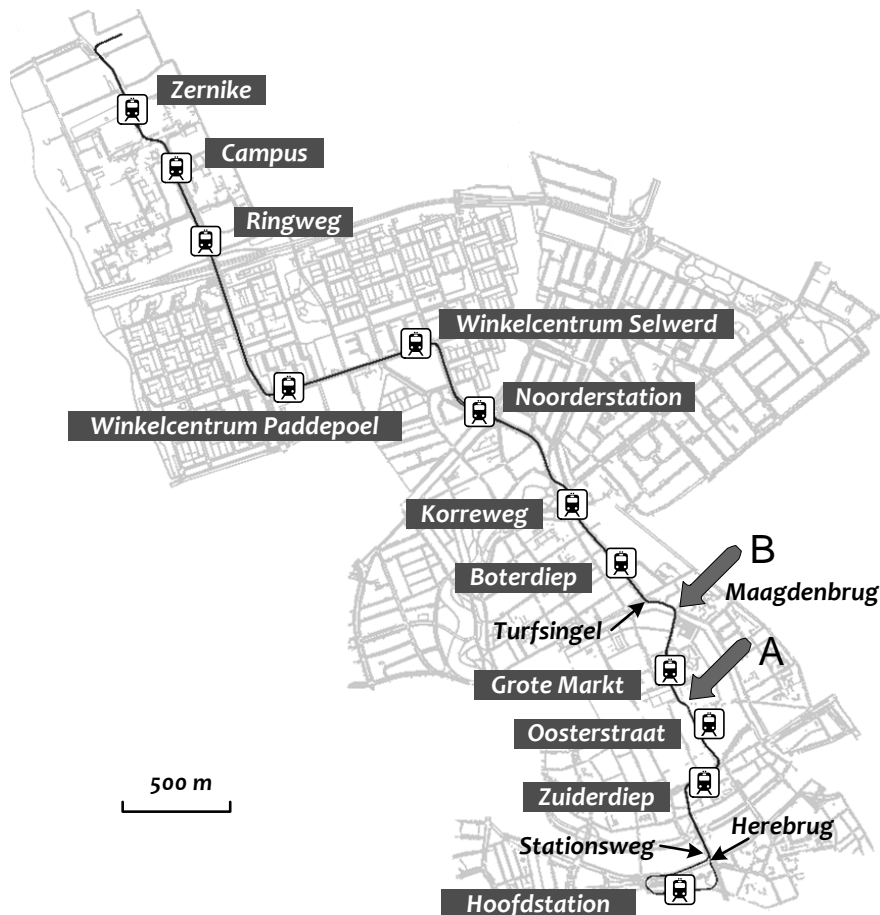 Zernike
Campus
Ringweg
Winkelcentrum Selwerd
Noorderstation
Winkelcentrum Paddepoel
Korreweg
B
Boterdiep
Maagdenbrug
Turfsingel
A
Grote Markt
Oosterstraat
500 m
Zuiderdiep
Herebrug
Stationsweg
Hoofdstation